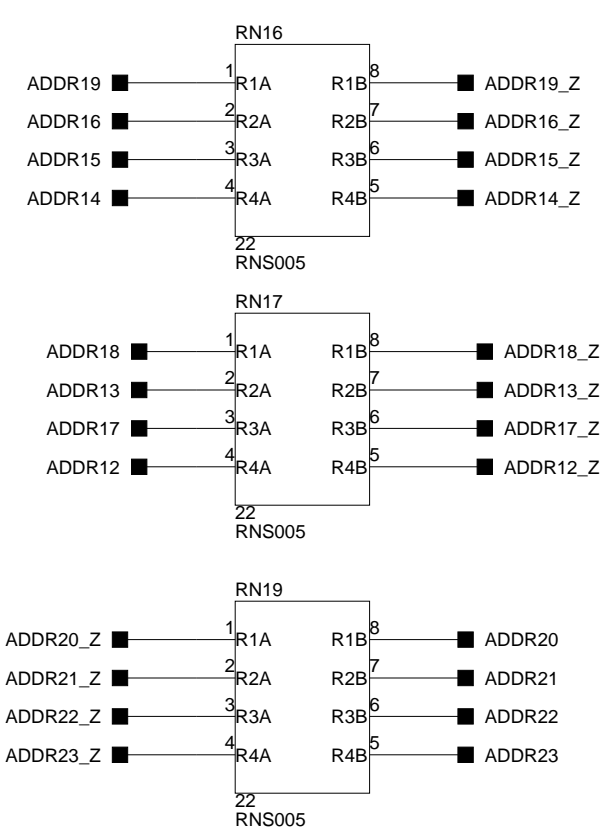 RN16
ADDR19 1 R1A R1B 8 ADDR19_Z
ADDR16 2 R2A R2B 7 ADDR16_Z
ADDR15 3 R3A R3B 6 ADDR15_Z
ADDR14 4 R4A R4B 5 ADDR14_Z
22
RNS005
RN17
ADDR18 1 R1A R1B 8 ADDR18_Z
ADDR13 2 R2A R2B 7 ADDR13_Z
ADDR17 3 R3A R3B 6 ADDR17_Z
ADDR12 4 R4A R4B 5 ADDR12_Z
22
RNS005
RN19
ADDR20_Z 1 R1A R1B 8 ADDR20
ADDR21_Z 2 R2A R2B 7 ADDR21
ADDR22_Z 3 R3A R3B 6 ADDR22
ADDR23_Z 4 R4A R4B 5 ADDR23
22
RNS005